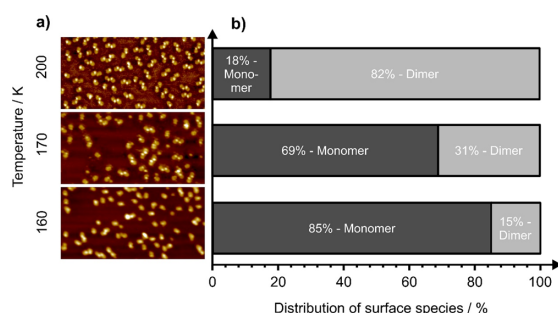 a)
b)
Temperature / K
200
170
160
18% -
Mono-
mer
82% - Dimer
69% - Monomer
31% - Dimer
85% - Monomer
15% -
Dimer
0
20
40
60
80
100
Distribution of surface species / %